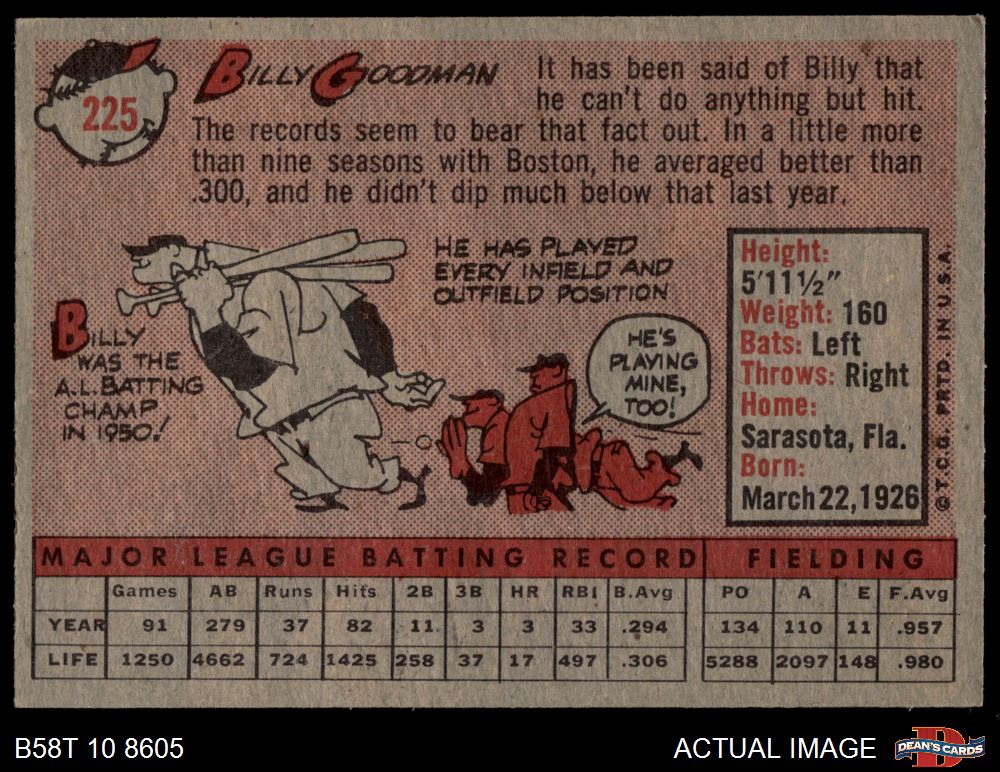 225
BILLY GOODMAN
It has been said of Billy that
he can't do anything but hit.
The records seem to bear that fact out. In a little more
than nine seasons with Boston, he averaged better than
.300, and he didn't dip much below that last year.
BILLY
WAS THE
A.L. BATTING
CHAMP
IN 1950!
HE HAS PLAYED
EVERY INFIELD AND
OUTFIELD POSITION
HE'S
PLAYING
MINE,
TOO!
Height:
5'11½"
Weight: 160
Bats: Left
Throws: Right
Home:
Sarasota, Fla.
Born:
March 22, 1926
© T.C.G. PRTD. IN U.S.A.
MAJOR LEAGUE BATTING RECORD FIELDING
Games AB Runs Hits 2B 3B HR RBI B.Avg PO A E F.Avg
YEAR 91 279 37 82 11 3 3 33 .294 134 110 11 .957
LIFE 1250 4662 724 1425 258 37 17 497 .306 5288 2097 148 .980
B58T 10 8605
ACTUAL IMAGE
D
DEAN'S CARDS